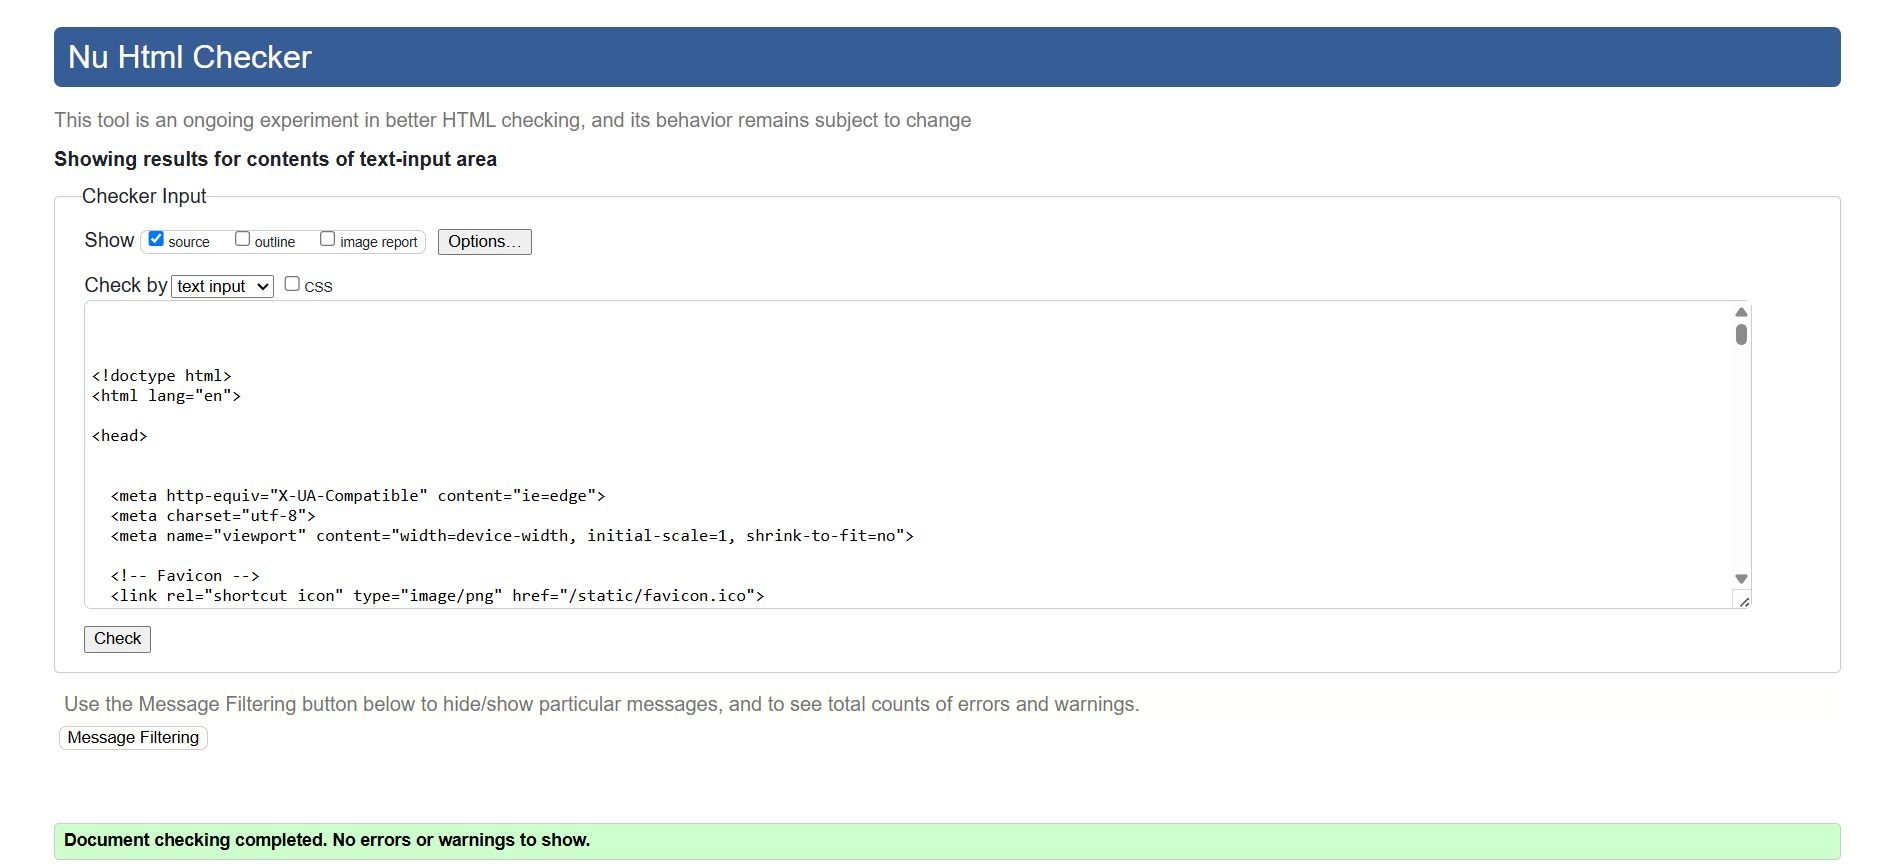 Nu Html Checker
This tool is an ongoing experiment in better HTML checking, and its behavior remains subject to change
Showing results for contents of text-input area
Checker Input
Show source outline image report Options...
Check by text input CSS
<!doctype html>
<html lang="en">
<head>
<meta http-equiv="X-UA-Compatible" content="ie=edge">
<meta charset="utf-8">
<meta name="viewport" content="width=device-width, initial-scale=1, shrink-to-fit=no">
<!-- Favicon -->
<link rel="shortcut icon" type="image/png" href="/static/favicon.ico">
Check
Use the Message Filtering button below to hide/show particular messages, and to see total counts of errors and warnings.
Message Filtering
Document checking completed. No errors or warnings to show.